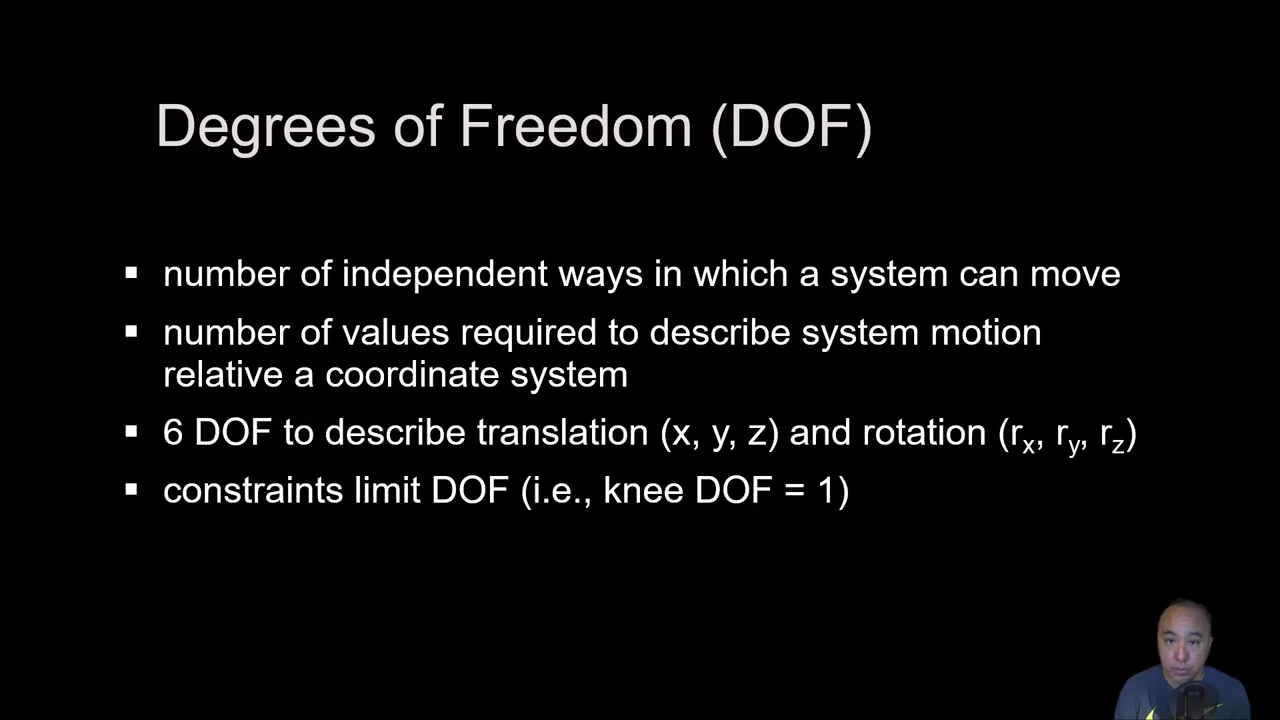 Degrees of Freedom (DOF)
▪ number of independent ways in which a system can move
▪ number of values required to describe system motion
relative a coordinate system
▪ 6 DOF to describe translation (x, y, z) and rotation (rₓ, r_y, r_z)
▪ constraints limit DOF (i.e., knee DOF = 1)